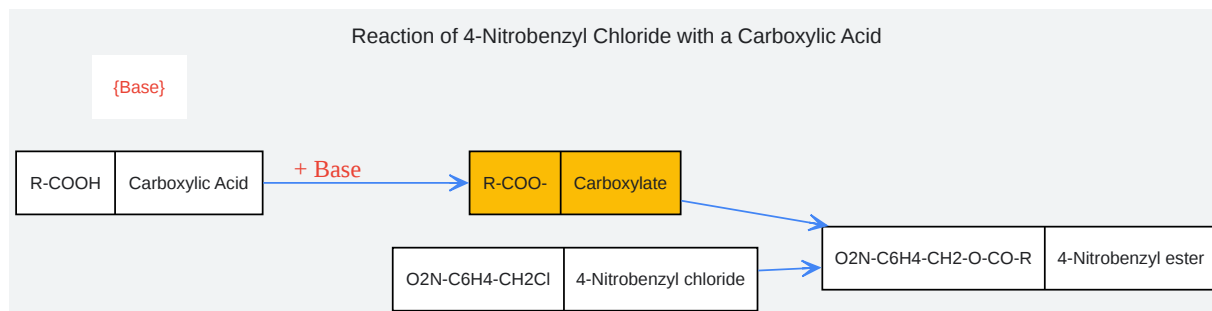 Reaction of 4-Nitrobenzyl Chloride with a Carboxylic Acid
{Base}
R-COOH
Carboxylic Acid
+ Base
R-COO-
Carboxylate
O2N-C6H4-CH2Cl
4-Nitrobenzyl chloride
O2N-C6H4-CH2-O-CO-R
4-Nitrobenzyl ester